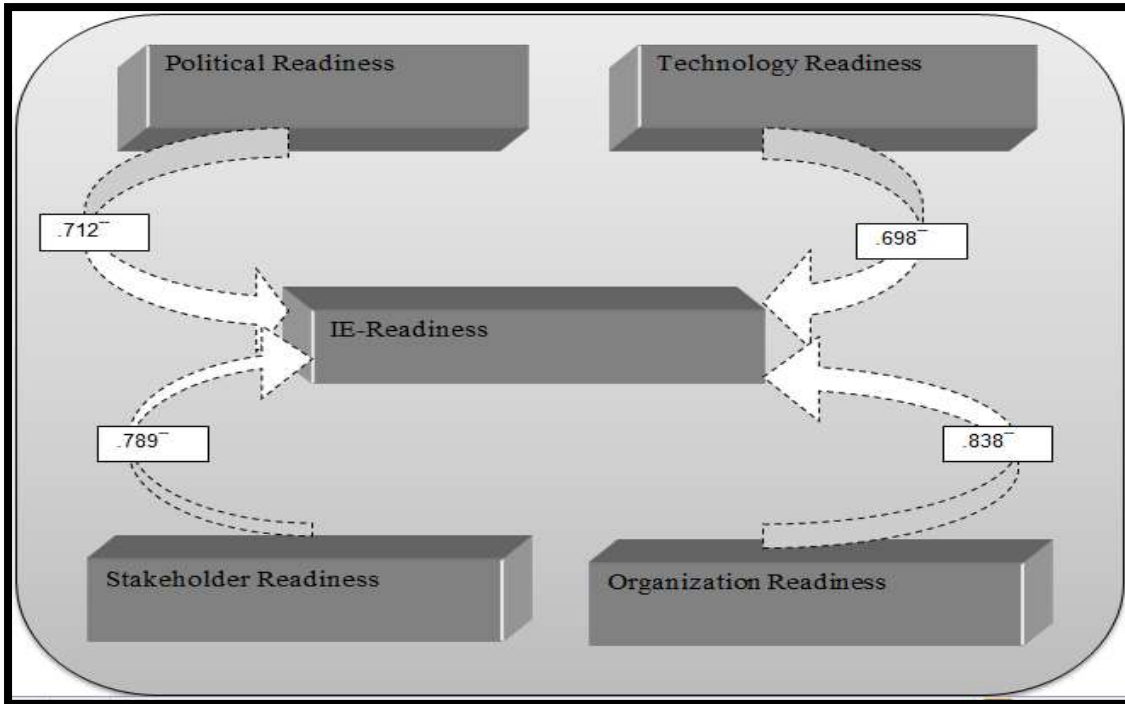 Political Readiness
Technology Readiness
.712¯
.698¯
IE-Readiness
.789¯
.838¯
Stakeholder Readiness
Organization Readiness